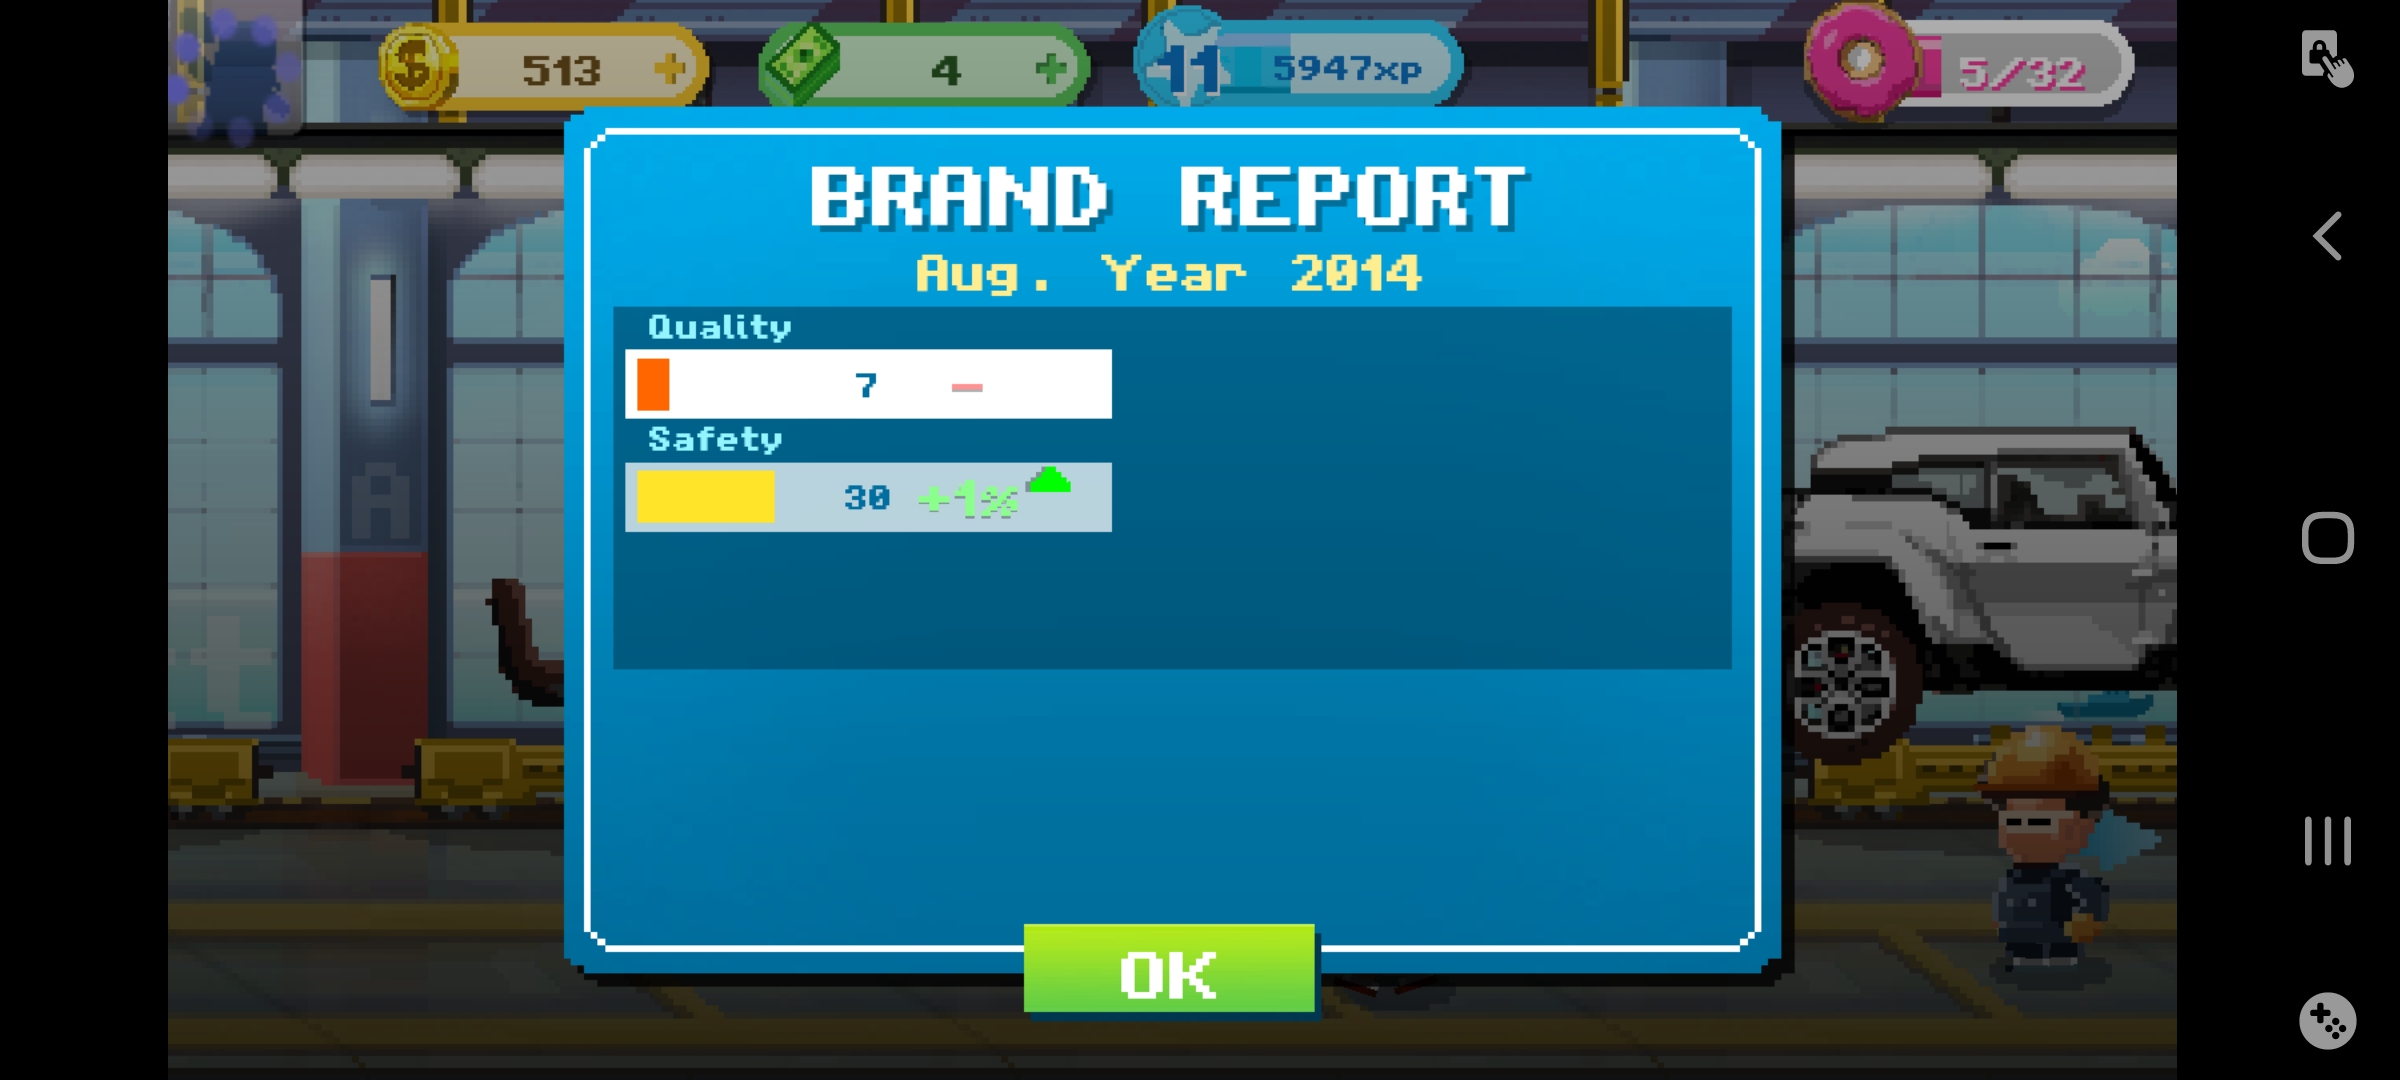 513 +
4 +
11 5947xp
5/32
BRAND REPORT
Aug. Year 2014
Quality
7 -
Safety
30 +1%
A
t
OK